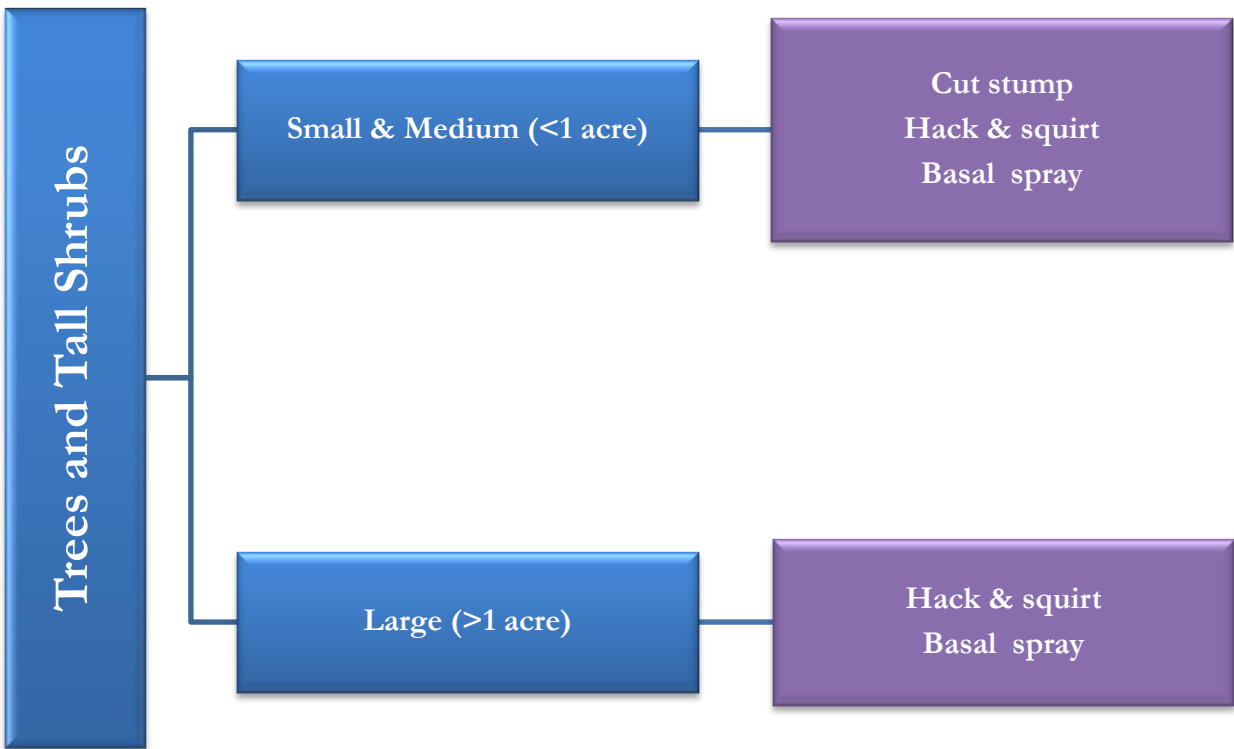 Trees and Tall Shrubs
Small & Medium (<1 acre)
Cut stump
Hack & squirt
Basal spray
Large (>1 acre)
Hack & squirt
Basal spray